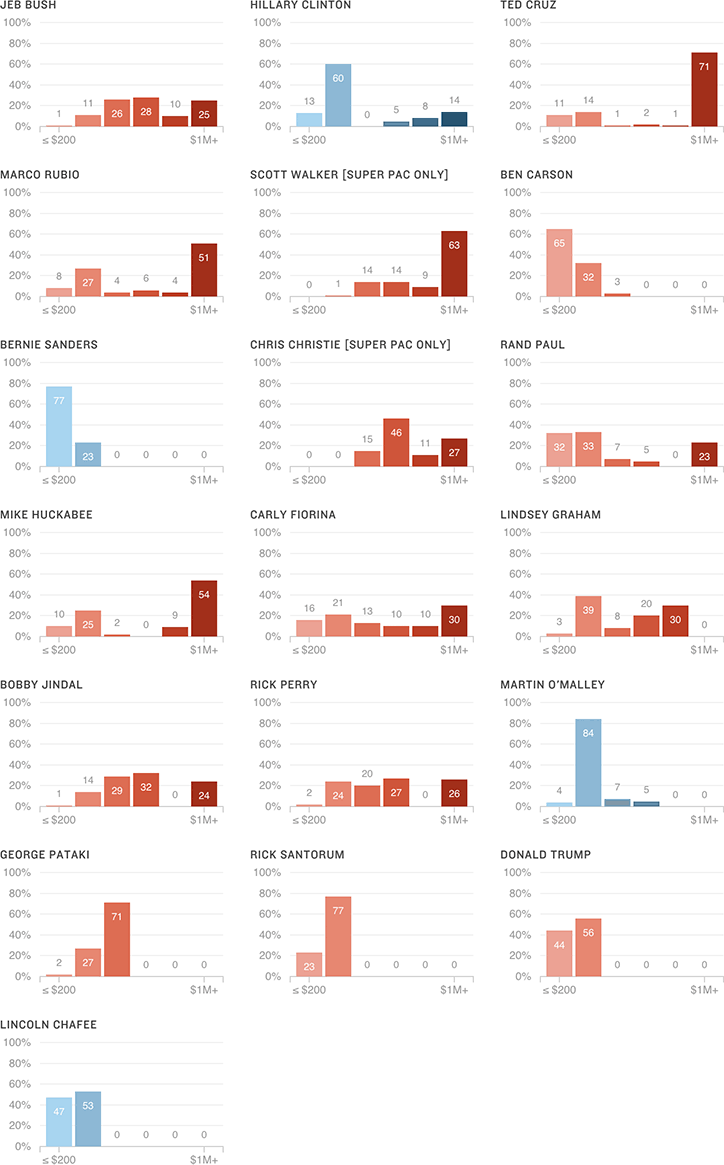 JEB BUSH
100%
80%
60%
40%
20%
0%
1 11 26 28 10 25
≤ $200 $1M+
HILLARY CLINTON
100%
80%
60%
40%
20%
0%
13 60 0 5 8 14
≤ $200 $1M+
TED CRUZ
100%
80%
60%
40%
20%
0%
11 14 1 2 1 71
≤ $200 $1M+
MARCO RUBIO
100%
80%
60%
40%
20%
0%
8 27 4 6 4 51
≤ $200 $1M+
SCOTT WALKER [SUPER PAC ONLY]
100%
80%
60%
40%
20%
0%
0 1 14 14 9 63
≤ $200 $1M+
BEN CARSON
100%
80%
60%
40%
20%
0%
65 32 3 0 0 0
≤ $200 $1M+
BERNIE SANDERS
100%
80%
60%
40%
20%
0%
77 23 0 0 0 0
≤ $200 $1M+
CHRIS CHRISTIE [SUPER PAC ONLY]
100%
80%
60%
40%
20%
0%
0 0 15 46 11 27
≤ $200 $1M+
RAND PAUL
100%
80%
60%
40%
20%
0%
32 33 7 5 0 23
≤ $200 $1M+
MIKE HUCKABEE
100%
80%
60%
40%
20%
0%
10 25 2 0 9 54
≤ $200 $1M+
CARLY FIORINA
100%
80%
60%
40%
20%
0%
16 21 13 10 10 30
≤ $200 $1M+
LINDSEY GRAHAM
100%
80%
60%
40%
20%
0%
3 39 8 20 30 0
≤ $200 $1M+
BOBBY JINDAL
100%
80%
60%
40%
20%
0%
1 14 29 32 0 24
≤ $200 $1M+
RICK PERRY
100%
80%
60%
40%
20%
0%
2 24 20 27 0 26
≤ $200 $1M+
MARTIN O’MALLEY
100%
80%
60%
40%
20%
0%
4 84 7 5 0 0
≤ $200 $1M+
GEORGE PATAKI
100%
80%
60%
40%
20%
0%
2 27 71 0 0 0
≤ $200 $1M+
RICK SANTORUM
100%
80%
60%
40%
20%
0%
23 77 0 0 0 0
≤ $200 $1M+
DONALD TRUMP
100%
80%
60%
40%
20%
0%
44 56 0 0 0 0
≤ $200 $1M+
LINCOLN CHAFEE
100%
80%
60%
40%
20%
0%
47 53 0 0 0 0
≤ $200 $1M+